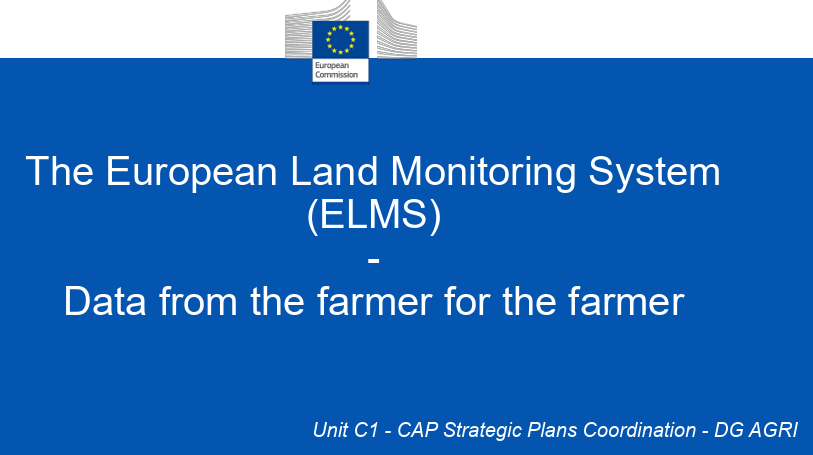 European
Commission
The European Land Monitoring System
(ELMS)
-
Data from the farmer for the farmer
Unit C1 - CAP Strategic Plans Coordination - DG AGRI